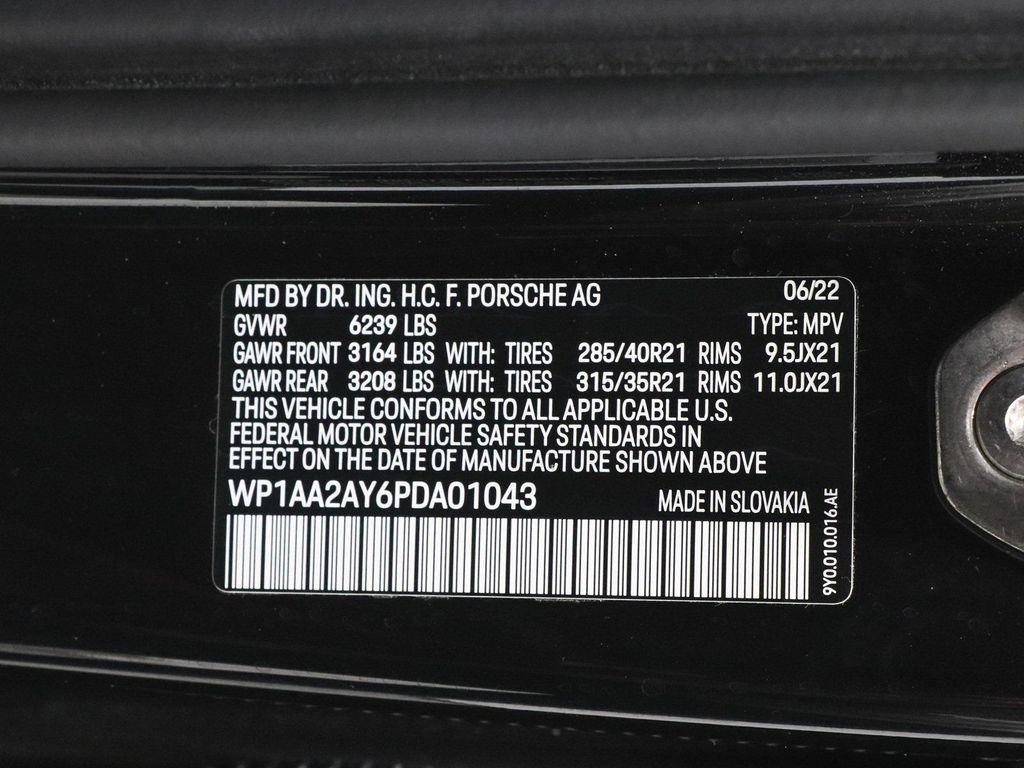 MFD BY DR. ING. H.C. F. PORSCHE AG 06/22
GVWR 6239 LBS TYPE: MPV
GAWR FRONT 3164 LBS WITH: TIRES 285/40R21 RIMS 9.5JX21
GAWR REAR 3208 LBS WITH: TIRES 315/35R21 RIMS 11.0JX21
THIS VEHICLE CONFORMS TO ALL APPLICABLE U.S.
FEDERAL MOTOR VEHICLE SAFETY STANDARDS IN
EFFECT ON THE DATE OF MANUFACTURE SHOWN ABOVE
WP1AA2AY6PDA01043 MADE IN SLOVAKIA
9Y0.010.016.AE